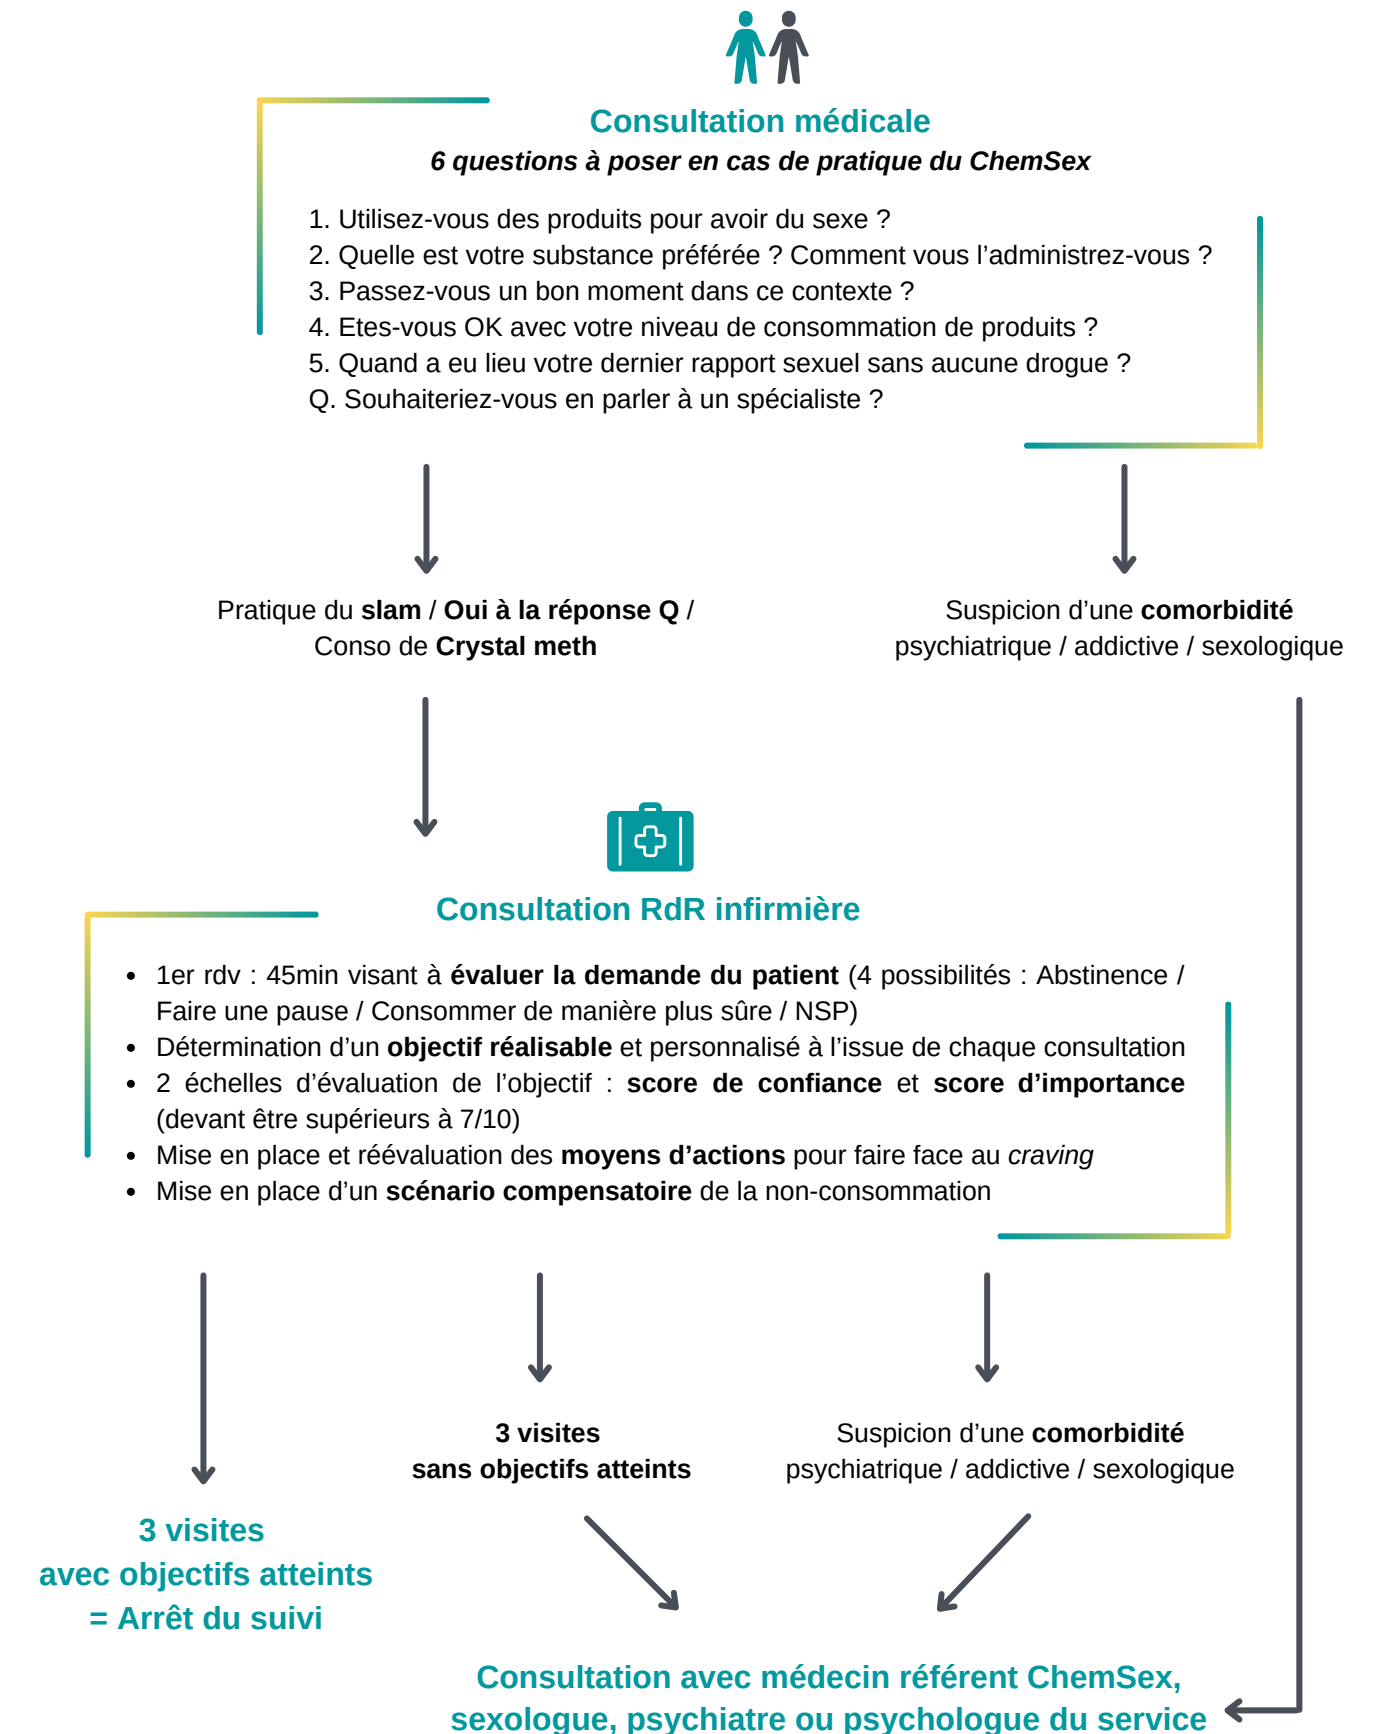 Consultation médicale
6 questions à poser en cas de pratique du ChemSex
1. Utilisez-vous des produits pour avoir du sexe ?
2. Quelle est votre substance préférée ? Comment vous l’administrez-vous ?
3. Passez-vous un bon moment dans ce contexte ?
4. Etes-vous OK avec votre niveau de consommation de produits ?
5. Quand a eu lieu votre dernier rapport sexuel sans aucune drogue ?
Q. Souhaiteriez-vous en parler à un spécialiste ?
Pratique du slam / Oui à la réponse Q /
Conso de Crystal meth
Suspicion d’une comorbidité
psychiatrique / addictive / sexologique
Consultation RdR infirmière
• 1er rdv : 45min visant à évaluer la demande du patient (4 possibilités : Abstinence /
Faire une pause / Consommer de manière plus sûre / NSP)
• Détermination d’un objectif réalisable et personnalisé à l’issue de chaque consultation
• 2 échelles d’évaluation de l’objectif : score de confiance et score d’importance
(devant être supérieurs à 7/10)
• Mise en place et réévaluation des moyens d’actions pour faire face au craving
• Mise en place d’un scénario compensatoire de la non-consommation
3 visites
sans objectifs atteints
Suspicion d’une comorbidité
psychiatrique / addictive / sexologique
3 visites
avec objectifs atteints
= Arrêt du suivi
Consultation avec médecin référent ChemSex,
sexologue, psychiatre ou psychologue du service